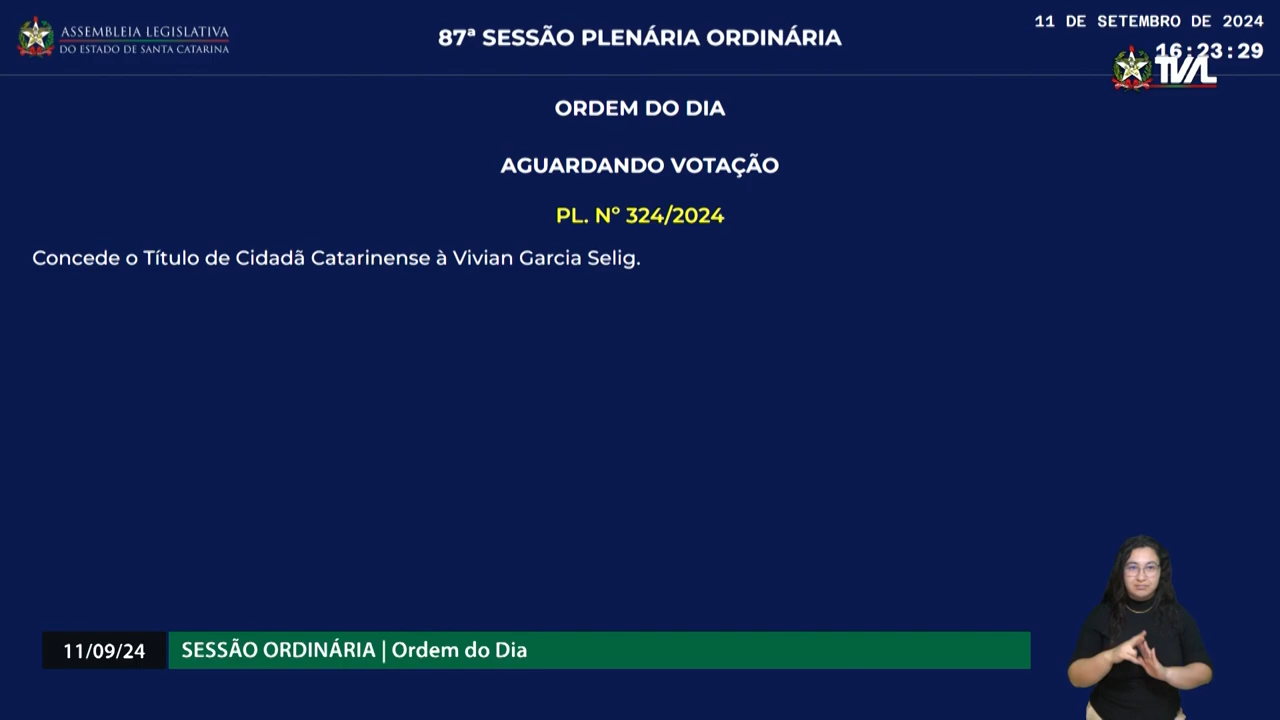 ASSEMBLEIA LEGISLATIVA
DO ESTADO DE SANTA CATARINA
87ª SESSÃO PLENÁRIA ORDINÁRIA
11 DE SETEMBRO DE 2024
16:23:29
TVAL
ORDEM DO DIA
AGUARDANDO VOTAÇÃO
PL. Nº 324/2024
Concede o Título de Cidadã Catarinense à Vivian Garcia Selig.
11/09/24
SESSÃO ORDINÁRIA | Ordem do Dia